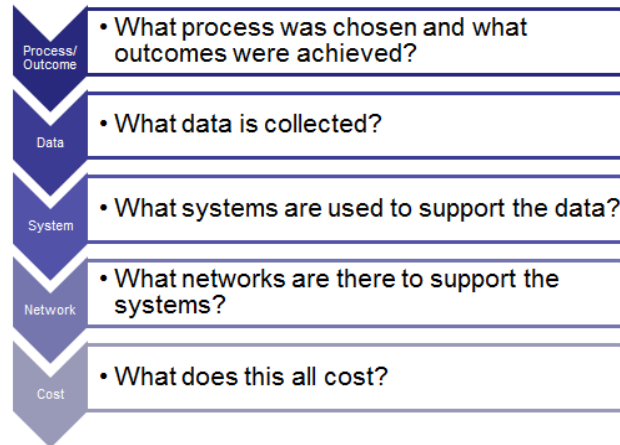 Process/
Outcome
• What process was chosen and what
outcomes were achieved?
Data
• What data is collected?
System
• What systems are used to support the data?
Network
• What networks are there to support the
systems?
Cost
• What does this all cost?